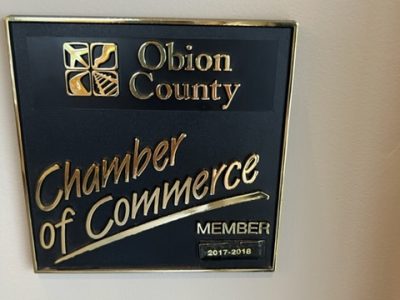 Obion
County
Chamber
of Commerce
MEMBER
2017-2018